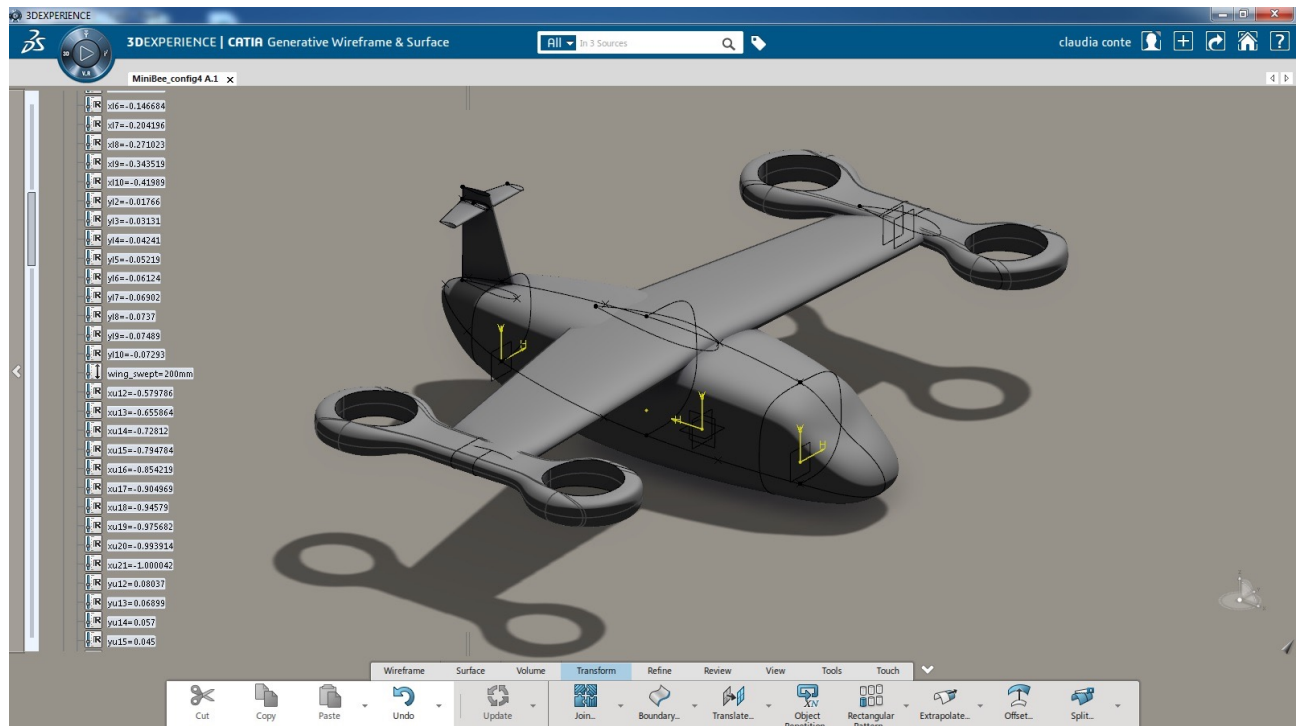 3DEXPERIENCE
3DEXPERIENCE | CATIA Generative Wireframe & Surface
All In 3 Sources
claudia conte
MiniBee_config4 A.1 x
xl6=-0.146684
xl7=-0.204196
xl8=-0.271023
xl9=-0.343519
xl10=-0.41989
yl2=-0.01766
yl3=-0.03131
yl4=-0.04241
yl5=-0.05219
yl6=-0.06124
yl7=-0.06902
yl8=-0.0737
yl9=-0.07489
yl10=-0.07293
wing_swept=200mm
xu12=-0.579786
xu13=-0.655864
xu14=-0.72812
xu15=-0.794784
xu16=-0.854219
xu17=-0.904969
xu18=-0.94579
xu19=-0.975682
xu20=-0.993914
xu21=-1.000042
yu12=0.08037
yu13=0.06899
yu14=0.057
yu15=0.045
Wireframe Surface Volume Transform Refine Review View Tools Touch
Cut Copy Paste Undo Update Join... Boundary... Translate... Object Rectangular Extrapolate... Offset... Split...